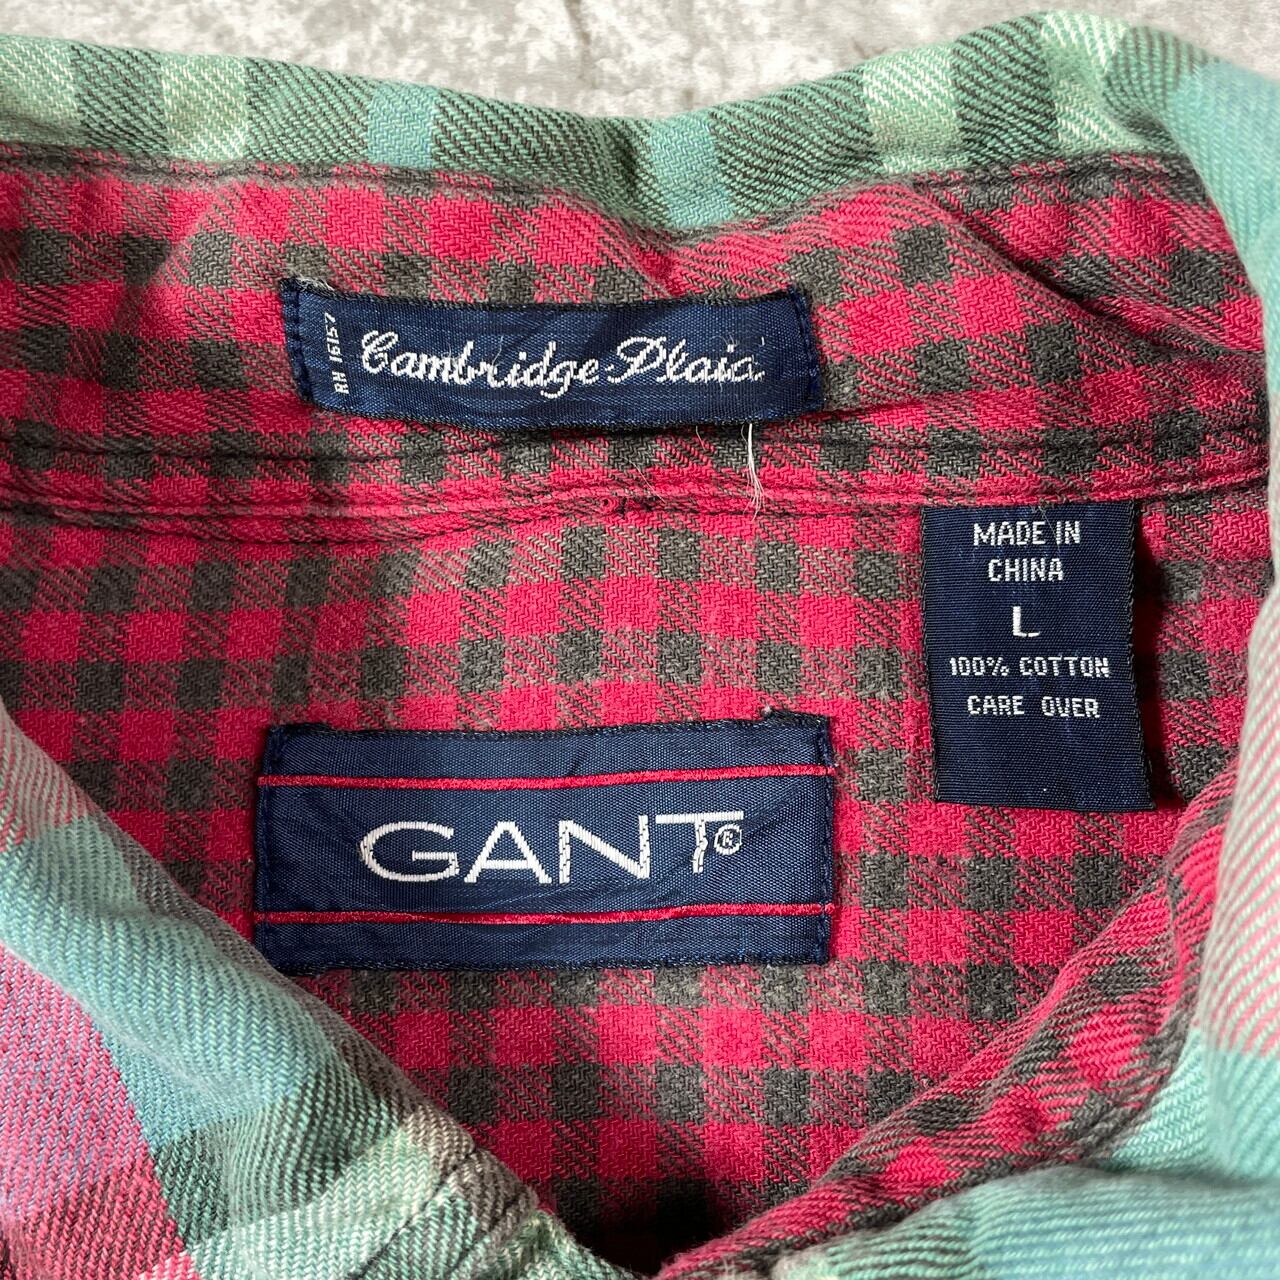 RN 16157
Cambridge Plaid
MADE IN
CHINA
L
100% COTTON
CARE OVER
GANT®